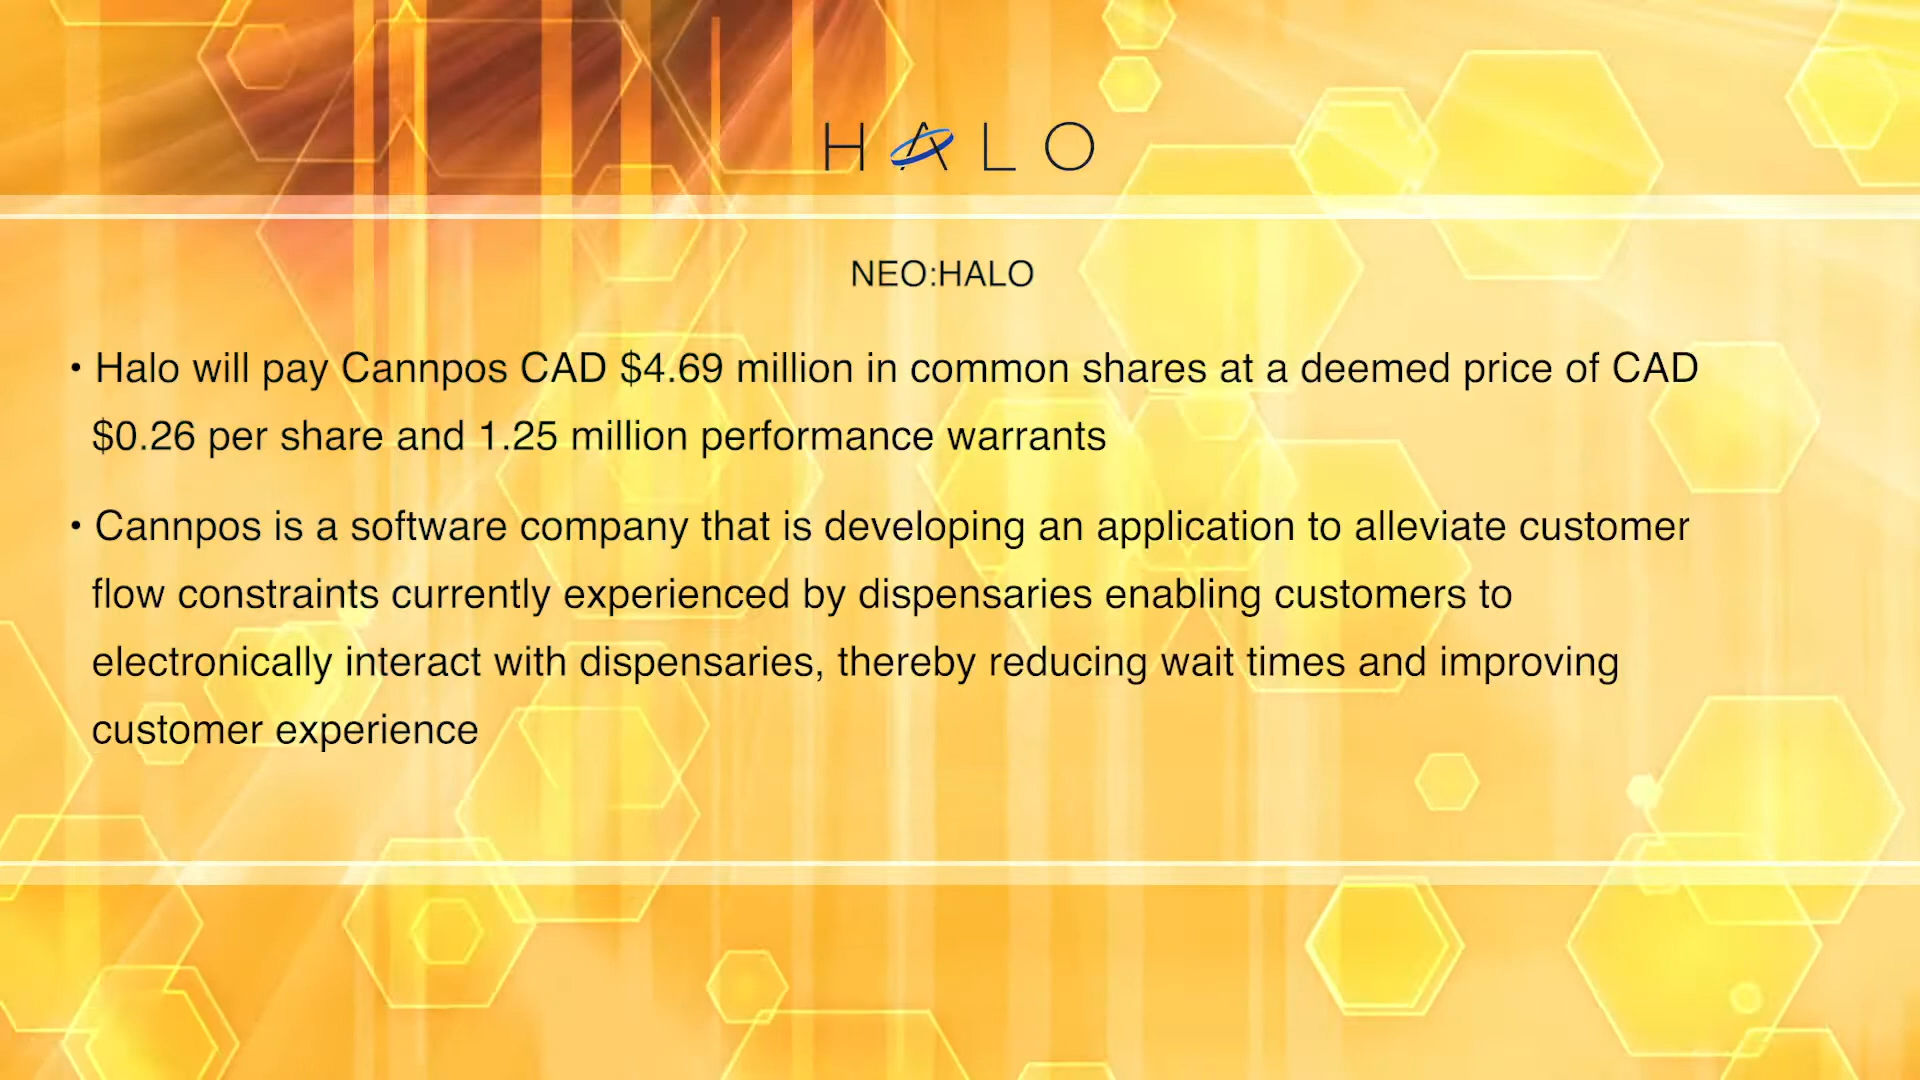 HALO
NEO:HALO
• Halo will pay Cannpos CAD $4.69 million in common shares at a deemed price of CAD
$0.26 per share and 1.25 million performance warrants
• Cannpos is a software company that is developing an application to alleviate customer
flow constraints currently experienced by dispensaries enabling customers to
electronically interact with dispensaries, thereby reducing wait times and improving
customer experience